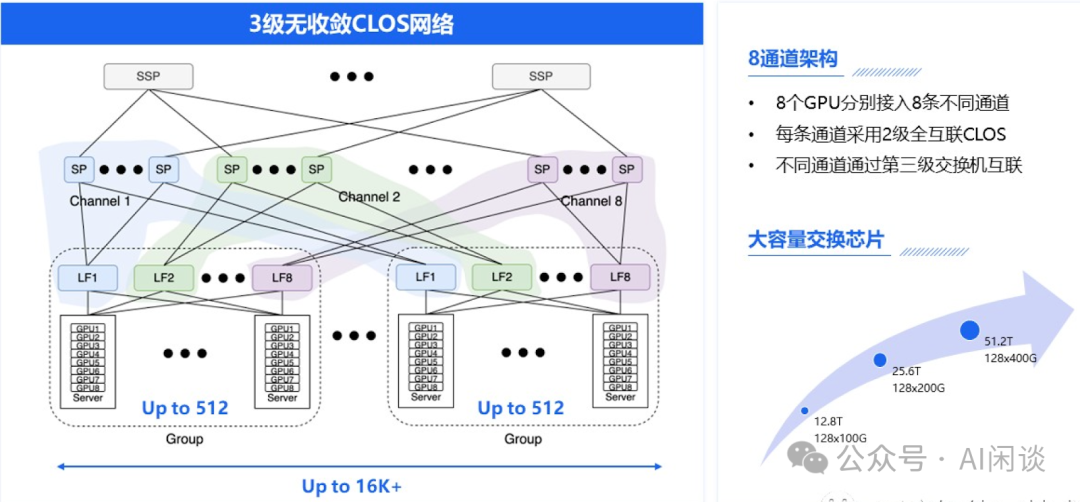 3级无收敛CLOS网络
SSP
SSP
SP
SP
SP
SP
SP
SP
Channel 1
Channel 2
Channel 8
LF1
LF2
LF8
LF1
LF2
LF8
GPU1
GPU2
GPU3
GPU4
GPU5
GPU6
GPU7
GPU8
Server
GPU1
GPU2
GPU3
GPU4
GPU5
GPU6
GPU7
GPU8
Server
GPU1
GPU2
GPU3
GPU4
GPU5
GPU6
GPU7
GPU8
Server
GPU1
GPU2
GPU3
GPU4
GPU5
GPU6
GPU7
GPU8
Server
Up to 512
Up to 512
Group
Group
Up to 16K+
8通道架构
• 8个GPU分别接入8条不同通道
• 每条通道采用2级全互联CLOS
• 不同通道通过第三级交换机互联
大容量交换芯片
51.2T
128x400G
25.6T
128x200G
12.8T
128x100G
公众号 · AI闲谈